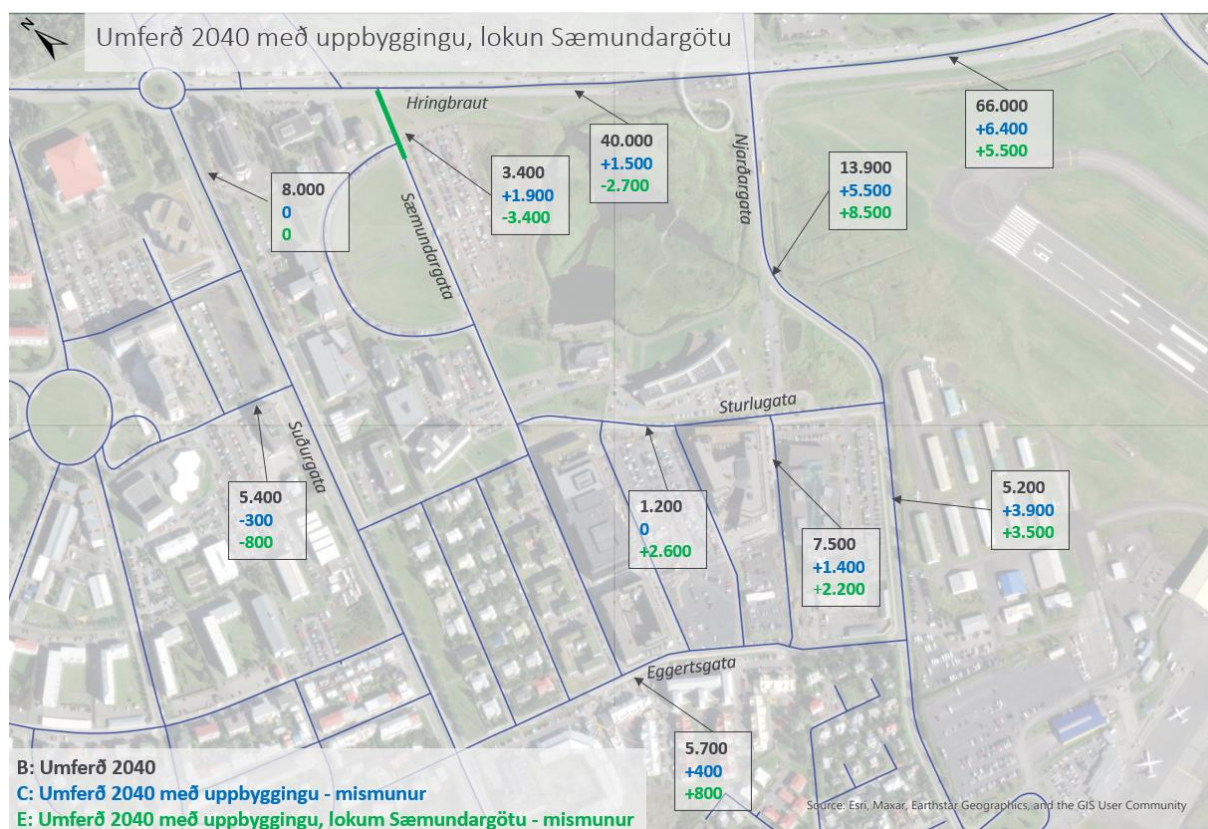 N
Umferð 2040 með uppbyggingu, lokun Sæmundargötu
Hringbraut
Njarðargata
Sæmundargata
Suðurgata
Sturlugata
Eggertsgata
66.000
+6.400
+5.500
40.000
+1.500
-2.700
3.400
+1.900
-3.400
13.900
+5.500
+8.500
8.000
0
0
5.400
-300
-800
1.200
0
+2.600
7.500
+1.400
+2.200
5.200
+3.900
+3.500
5.700
+400
+800
B: Umferð 2040
C: Umferð 2040 með uppbyggingu - mismunur
E: Umferð 2040 með uppbyggingu, lokum Sæmundargötu - mismunur
Source: Esri, Maxar, Earthstar Geographics, and the GIS User Community